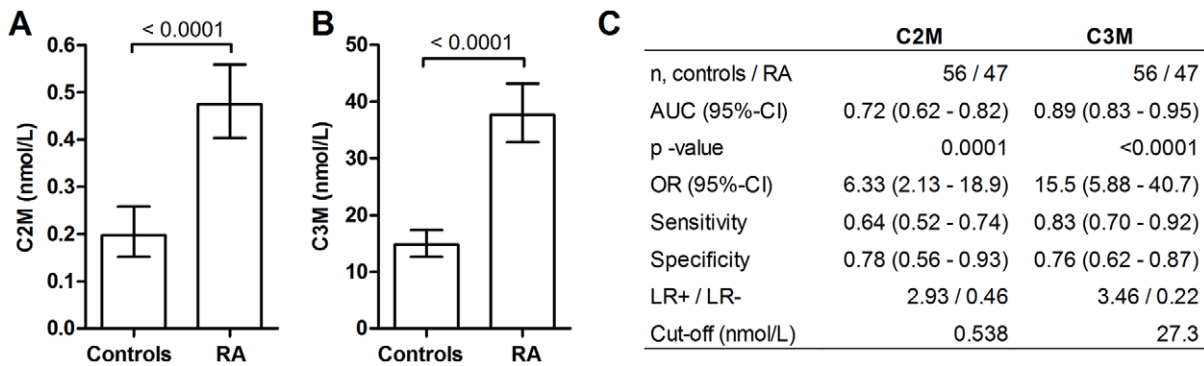 A
< 0.0001
C2M (nmol/L)
0.6
0.5
0.4
0.3
0.2
0.1
0.0
Controls RA
B
< 0.0001
C3M (nmol/L)
50
40
30
20
10
0
Controls RA
C
C2M C3M
n, controls / RA 56 / 47 56 / 47
AUC (95%-CI) 0.72 (0.62 - 0.82) 0.89 (0.83 - 0.95)
p -value 0.0001 <0.0001
OR (95%-CI) 6.33 (2.13 - 18.9) 15.5 (5.88 - 40.7)
Sensitivity 0.64 (0.52 - 0.74) 0.83 (0.70 - 0.92)
Specificity 0.78 (0.56 - 0.93) 0.76 (0.62 - 0.87)
LR+ / LR- 2.93 / 0.46 3.46 / 0.22
Cut-off (nmol/L) 0.538 27.3